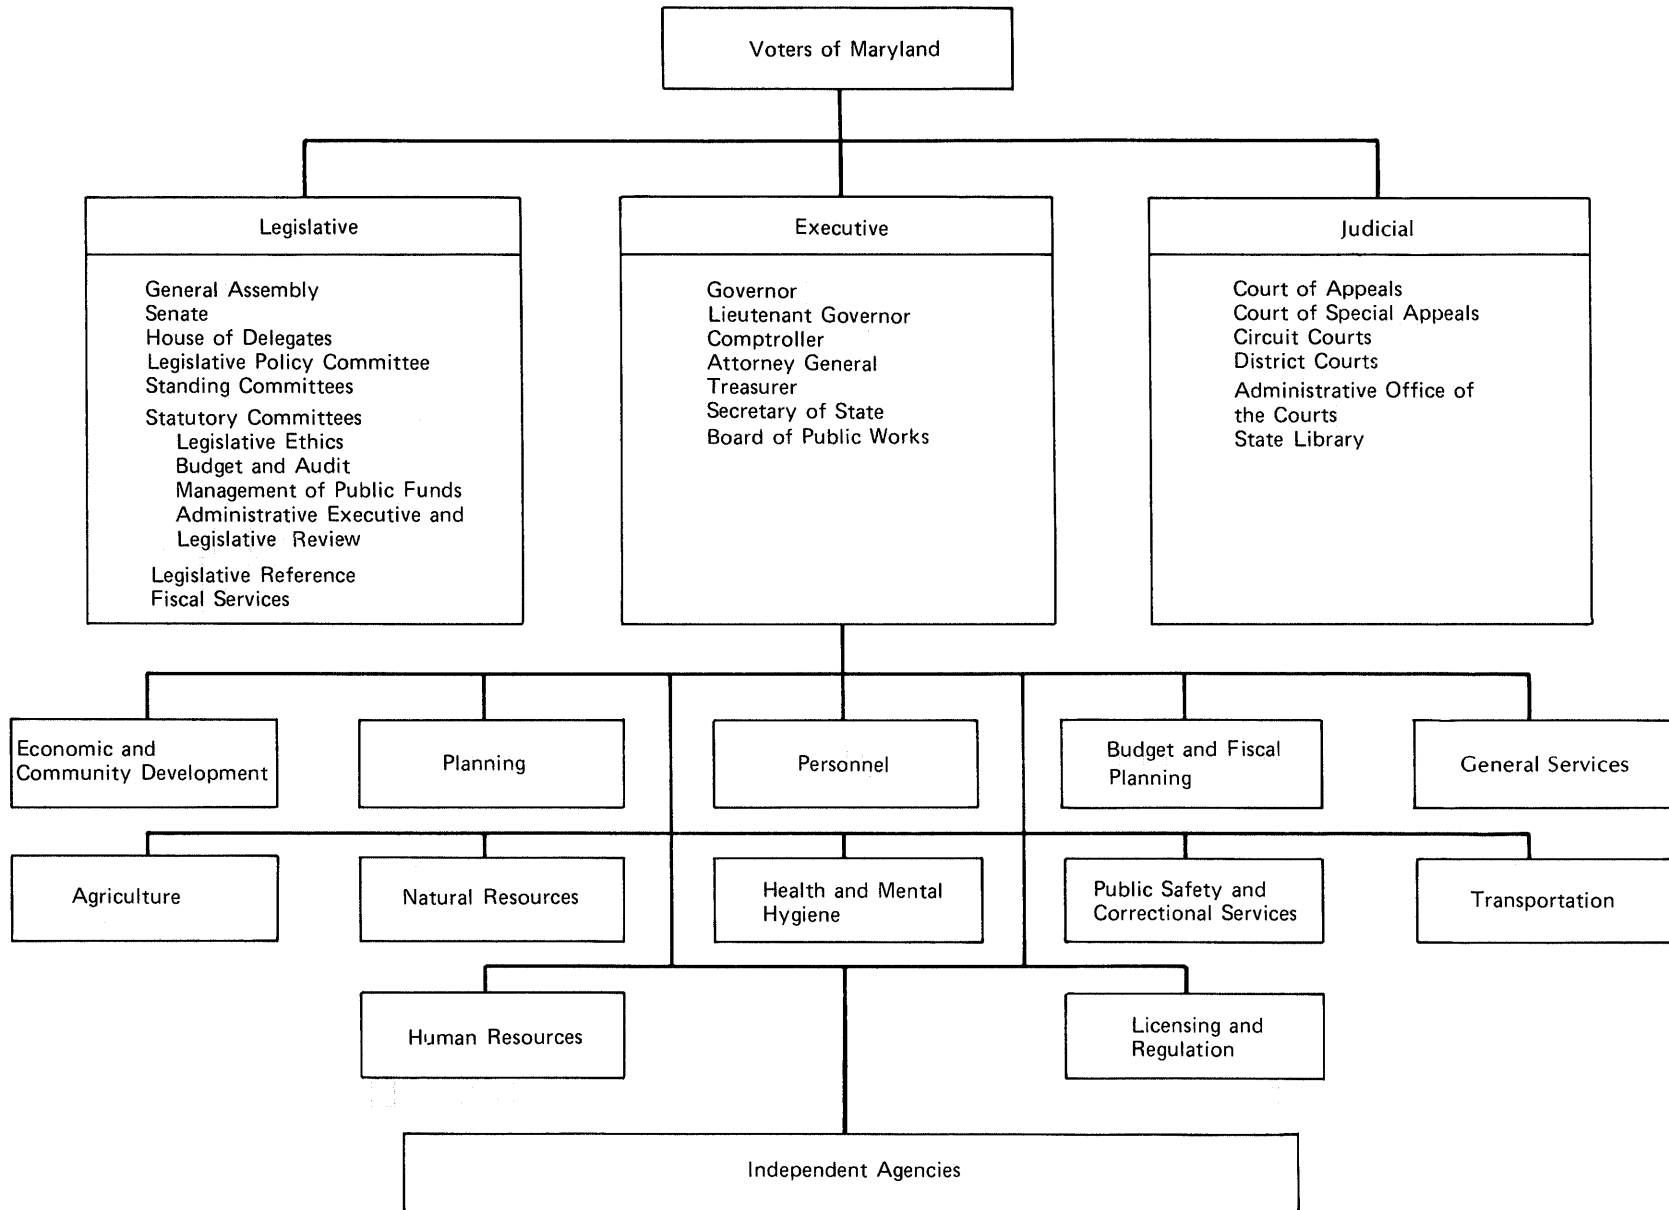 Voters of Maryland
Legislative
General Assembly
Senate
House of Delegates
Legislative Policy Committee
Standing Committees
Statutory Committees
Legislative Ethics
Budget and Audit
Management of Public Funds
Administrative Executive and
Legislative Review
Legislative Reference
Fiscal Services
Executive
Governor
Lieutenant Governor
Comptroller
Attorney General
Treasurer
Secretary of State
Board of Public Works
Judicial
Court of Appeals
Court of Special Appeals
Circuit Courts
District Courts
Administrative Office of
the Courts
State Library
Economic and
Community Development
Planning
Personnel
Budget and Fiscal
Planning
General Services
Agriculture
Natural Resources
Health and Mental
Hygiene
Public Safety and
Correctional Services
Transportation
Human Resources
Licensing and
Regulation
Independent Agencies